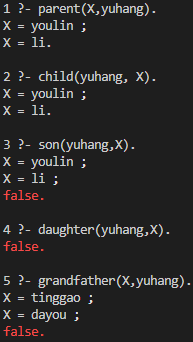 1 ?- parent(X,yuhang).
X = youlin ;
X = li.
2 ?- child(yuhang, X).
X = youlin ;
X = li.
3 ?- son(yuhang,X).
X = youlin ;
X = li ;
false.
4 ?- daughter(yuhang,X).
false.
5 ?- grandfather(X,yuhang).
X = tinggao ;
X = dayou ;
false.